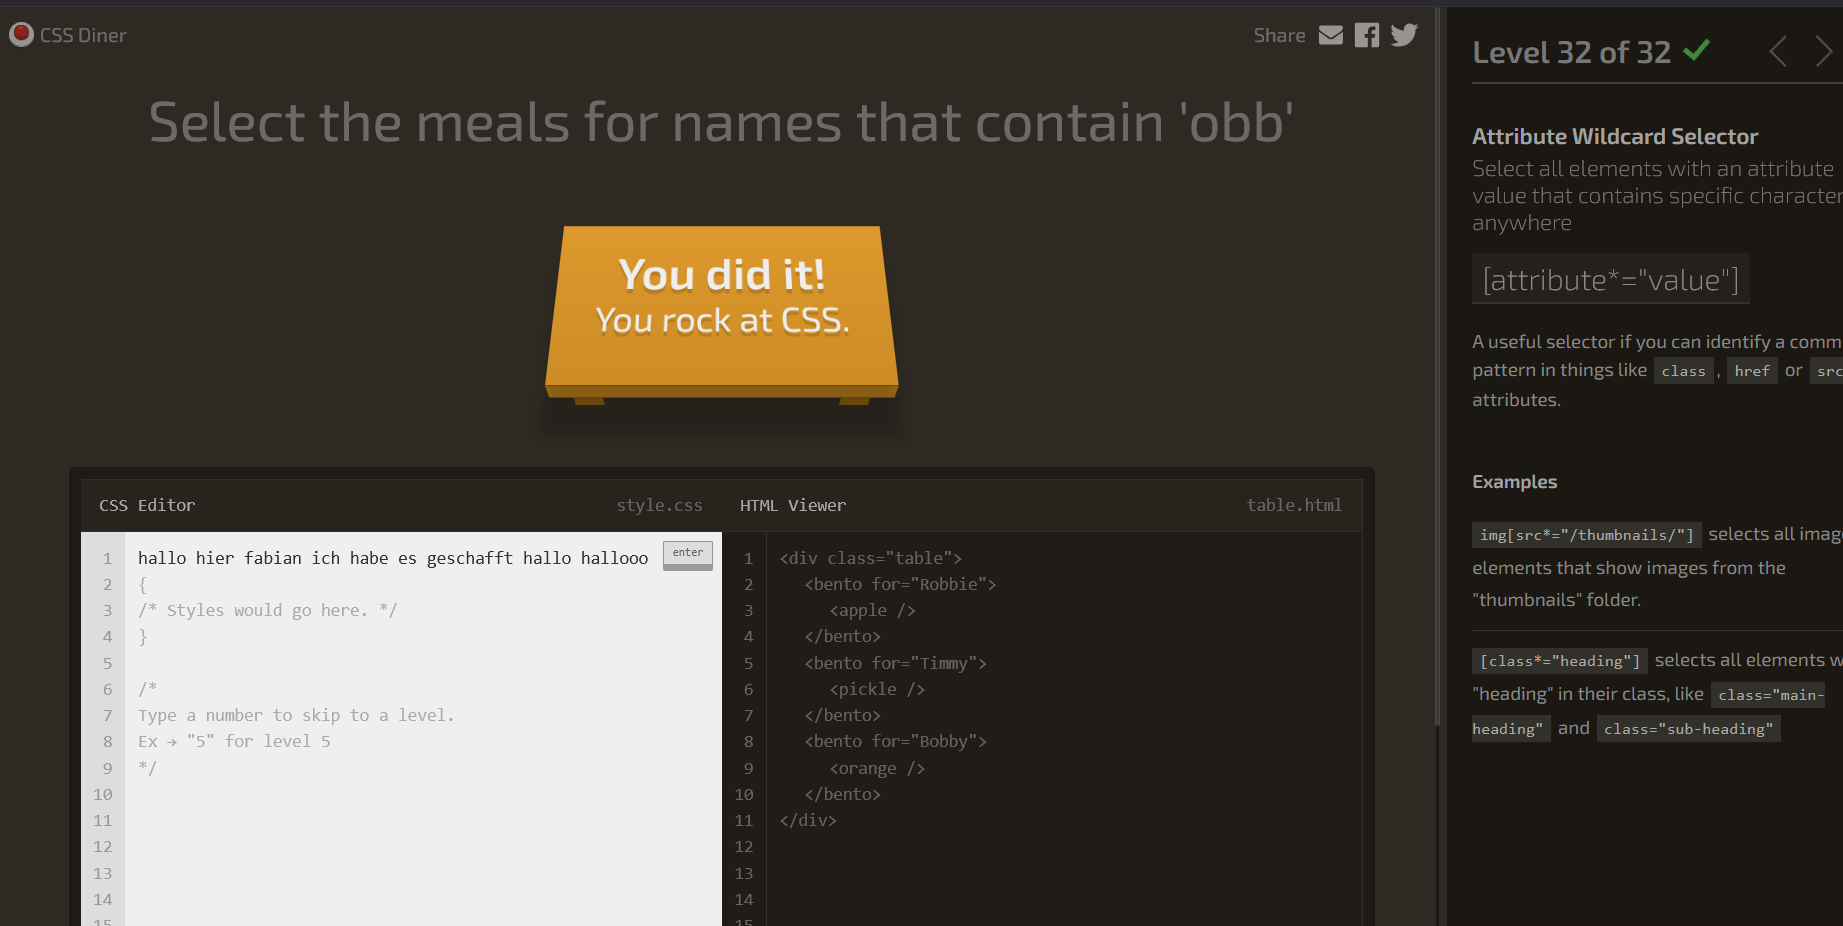 CSS Diner
Share
Select the meals for names that contain 'obb'
You did it!
You rock at CSS.
CSS Editor
style.css
HTML Viewer
table.html
1 hallo hier fabian ich habe es geschafft hallo hallooo
enter
2 {
3 /* Styles would go here. */
4 }
5
6 /*
7 Type a number to skip to a level.
8 Ex → "5" for level 5
9 */
10
11
12
13
14
15
1 <div class="table">
2 <bento for="Robbie">
3 <apple />
4 </bento>
5 <bento for="Timmy">
6 <pickle />
7 </bento>
8 <bento for="Bobby">
9 <orange />
10 </bento>
11 </div>
12
13
14
15
Level 32 of 32
Attribute Wildcard Selector
Select all elements with an attribute
value that contains specific character
anywhere
[attribute*="value"]
A useful selector if you can identify a comm
pattern in things like class , href or src
attributes.
Examples
img[src*="/thumbnails/"] selects all imag
elements that show images from the
"thumbnails" folder.
[class*="heading"] selects all elements w
"heading" in their class, like class="main-
heading" and class="sub-heading"